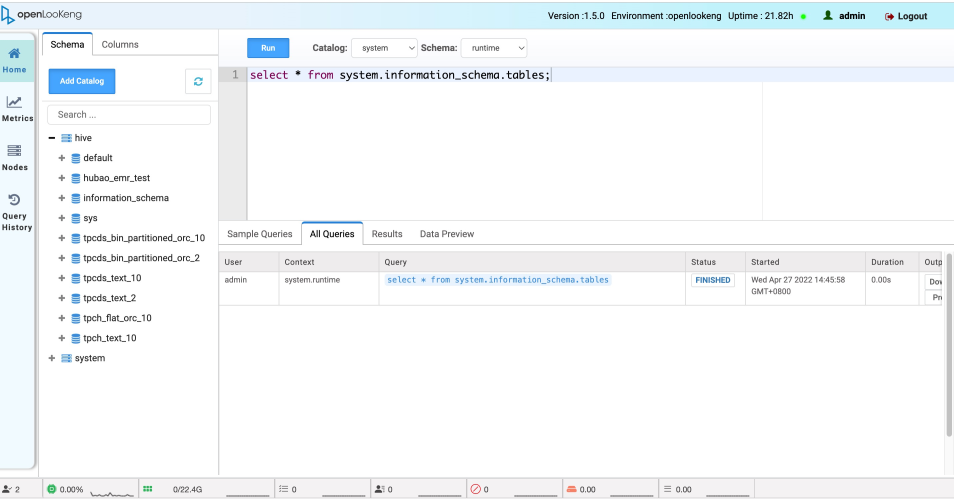 openLooKeng
Version :1.5.0 Environment :openlookeng Uptime : 21.82h admin Logout
Home
Metrics
Nodes
Query
History
Schema Columns
Add Catalog
Search ...
hive
default
hubao_emr_test
information_schema
sys
tpcds_bin_partitioned_orc_10
tpcds_bin_partitioned_orc_2
tpcds_text_10
tpcds_text_2
tpch_flat_orc_10
tpch_text_10
system
Run Catalog: system Schema: runtime
1 select * from system.information_schema.tables;
Sample Queries All Queries Results Data Preview
User Context Query Status Started Duration Outp
admin system.runtime select * from system.information_schema.tables FINISHED Wed Apr 27 2022 14:45:58 0.00s Dow
GMT+0800 Pr
2 0.00% 0/22.4G 0 0 0 0.00 0.00